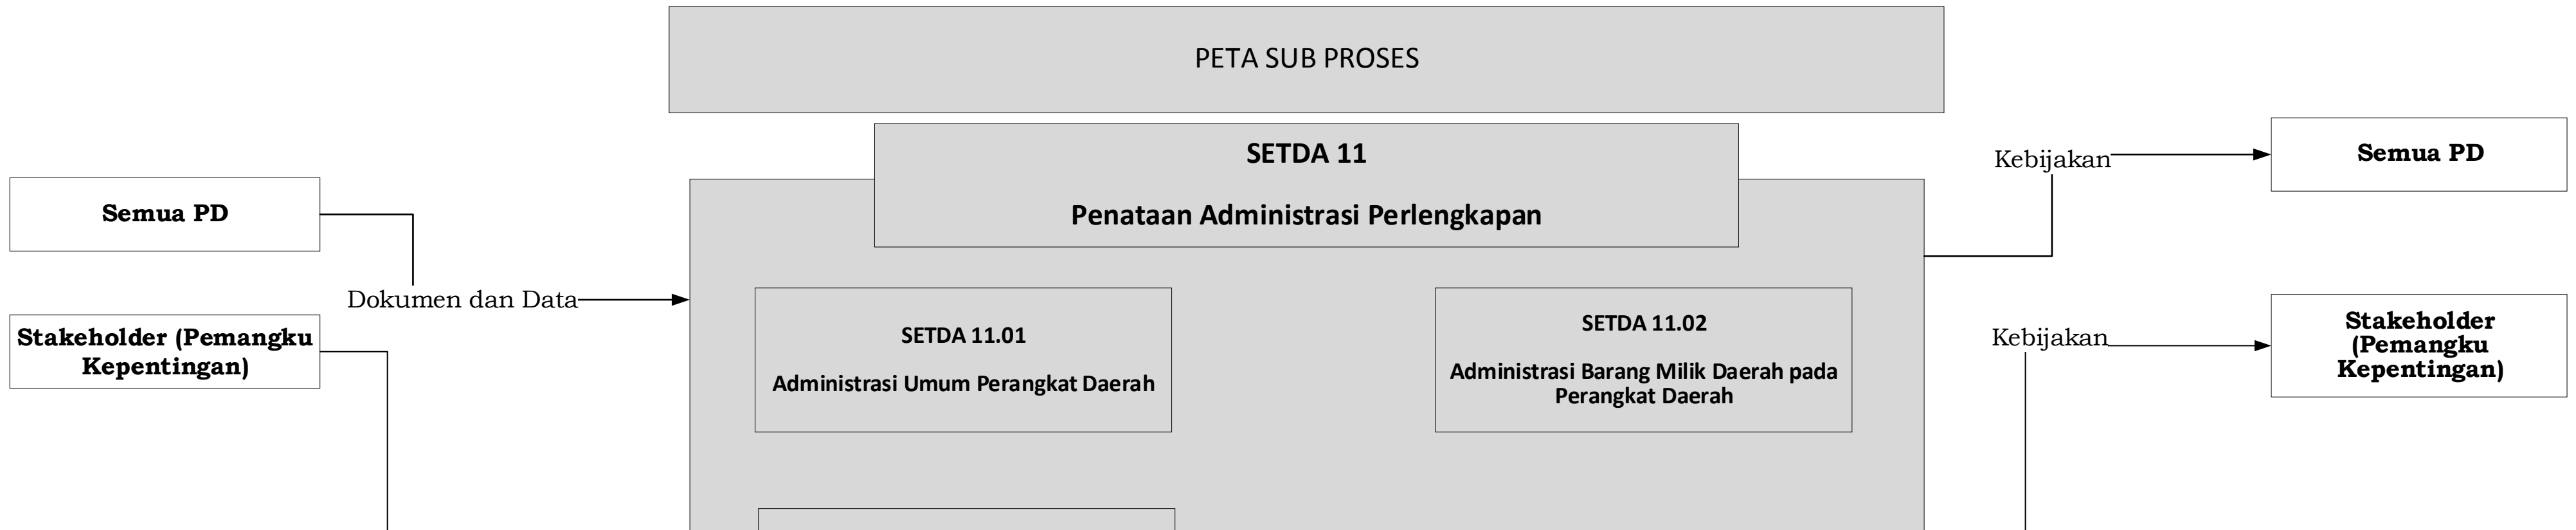 PETA SUB PROSES
SETDA 11
Penataan Administrasi Perlengkapan
Semua PD
Dokumen dan Data
Stakeholder (Pemangku
Kepentingan)
SETDA 11.01
Administrasi Umum Perangkat Daerah
SETDA 11.02
Administrasi Barang Milik Daerah pada
Perangkat Daerah
Kebijakan
Semua PD
Kebijakan
Stakeholder
(Pemangku
Kepentingan)